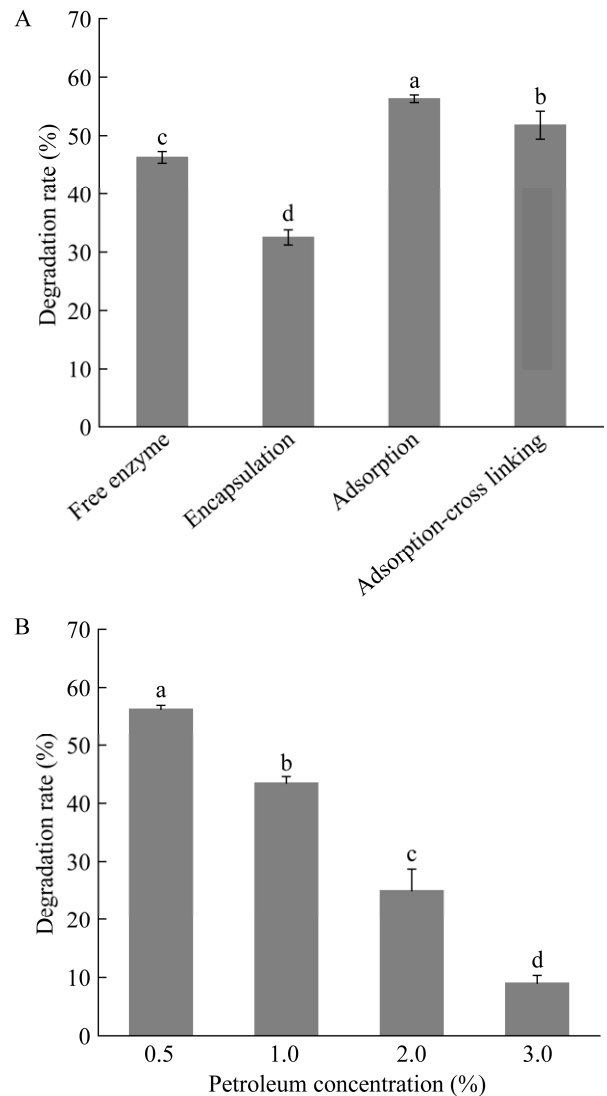 A
70
60
50
40
30
20
10
0
Degradation rate (%)
c
d
a
b
Free enzyme
Encapsulation
Adsorption
Adsorption-cross linking
B
70
60
50
40
30
20
10
0
Degradation rate (%)
a
b
c
d
0.5 1.0 2.0 3.0
Petroleum concentration (%)